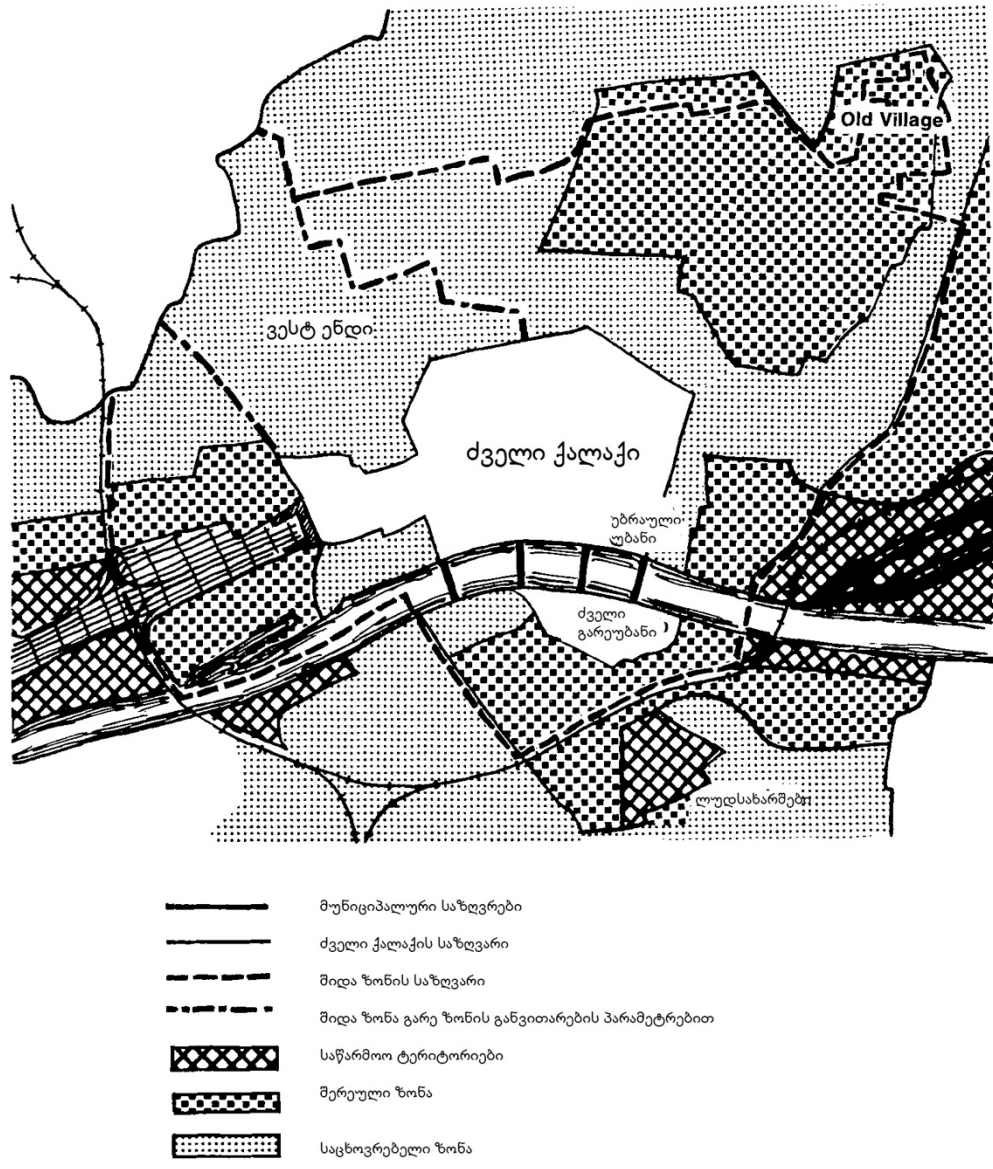 Old Village
ვესტ ენდი
ძველი ქალაქი
უბრაული
უბანი
ძველი
გარეუბანი
ლუდსახარშები
მუნიციპალური საზღვრები
ძველი ქალაქის საზღვარი
შიდა ზონის საზღვარი
შიდა ზონა გარე ზონის განვითარების პარამეტრებით
საწარმოო ტერიტორიები
შერეული ზონა
საცხოვრებელი ზონა